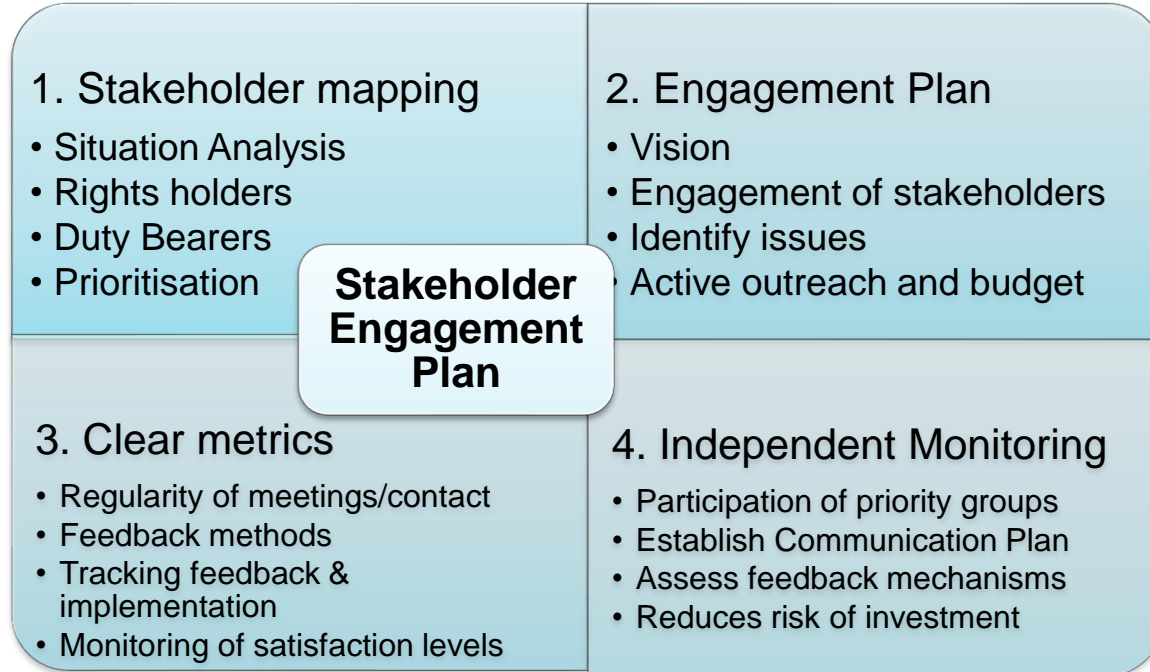 1. Stakeholder mapping
• Situation Analysis
• Rights holders
• Duty Bearers
• Prioritisation
2. Engagement Plan
• Vision
• Engagement of stakeholders
• Identify issues
• Active outreach and budget
Stakeholder
Engagement
Plan
3. Clear metrics
• Regularity of meetings/contact
• Feedback methods
• Tracking feedback &
implementation
• Monitoring of satisfaction levels
4. Independent Monitoring
• Participation of priority groups
• Establish Communication Plan
• Assess feedback mechanisms
• Reduces risk of investment